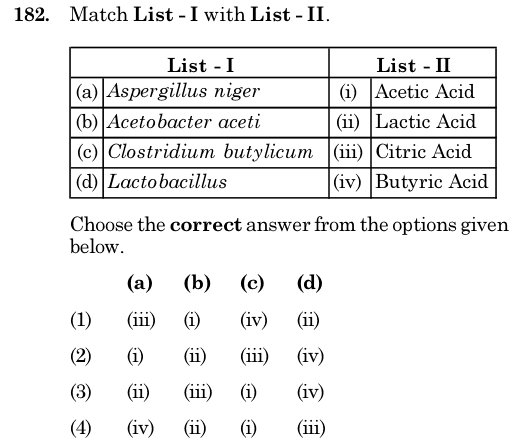 182. Match List - I with List - II.
List - I List - II
(a) Aspergillus niger (i) Acetic Acid
(b) Acetobacter aceti (ii) Lactic Acid
(c) Clostridium butylicum (iii) Citric Acid
(d) Lactobacillus (iv) Butyric Acid
Choose the correct answer from the options given
below.
(a) (b) (c) (d)
(1) (iii) (i) (iv) (ii)
(2) (i) (ii) (iii) (iv)
(3) (ii) (iii) (i) (iv)
(4) (iv) (ii) (i) (iii)